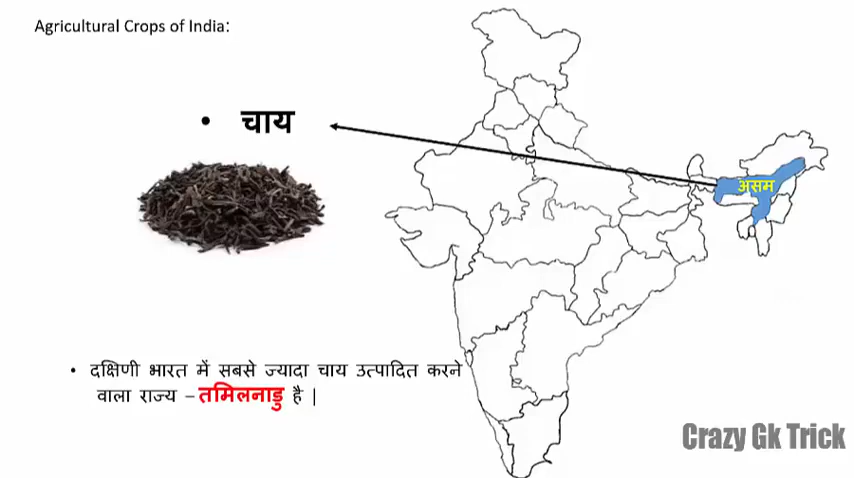 Agricultural Crops of India:
• चाय
असम
• दक्षिणी भारत में सबसे ज्यादा चाय उत्पादित करने
वाला राज्य – तमिलनाडु है |
Crazy Gk Trick